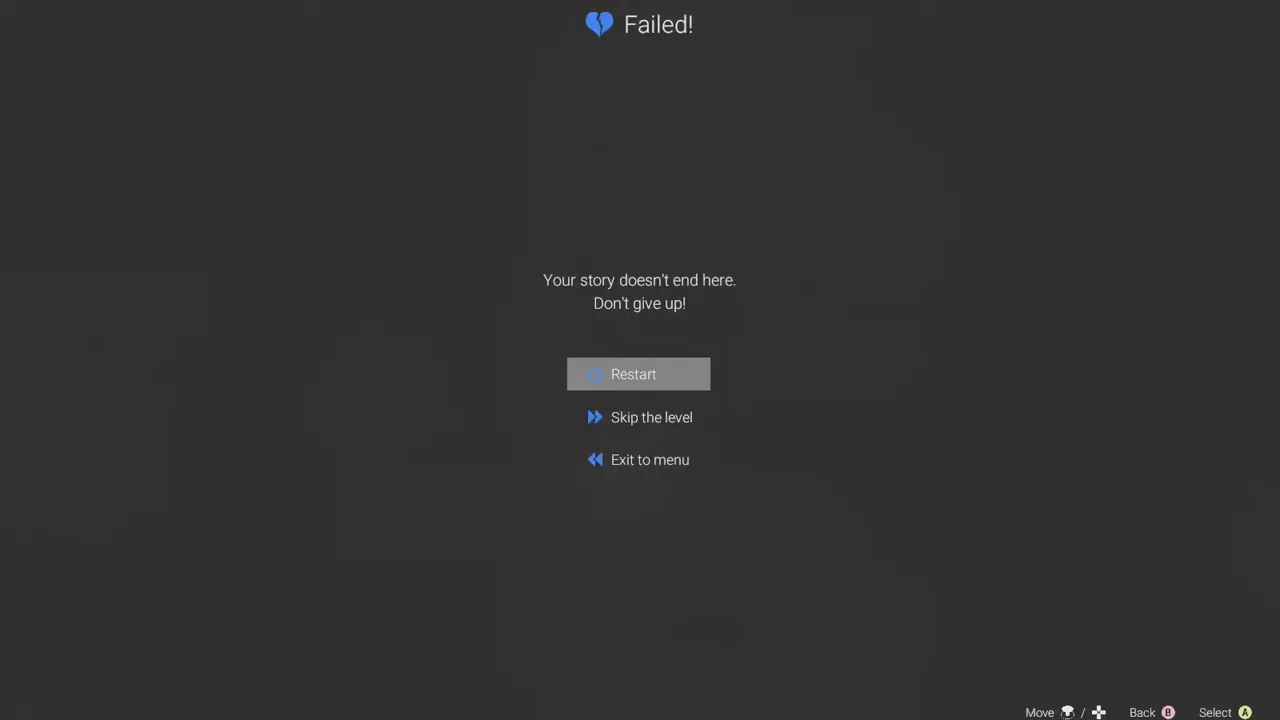 Failed!
Your story doesn't end here.
Don't give up!
Restart
Skip the level
Exit to menu
Move / Back B Select A